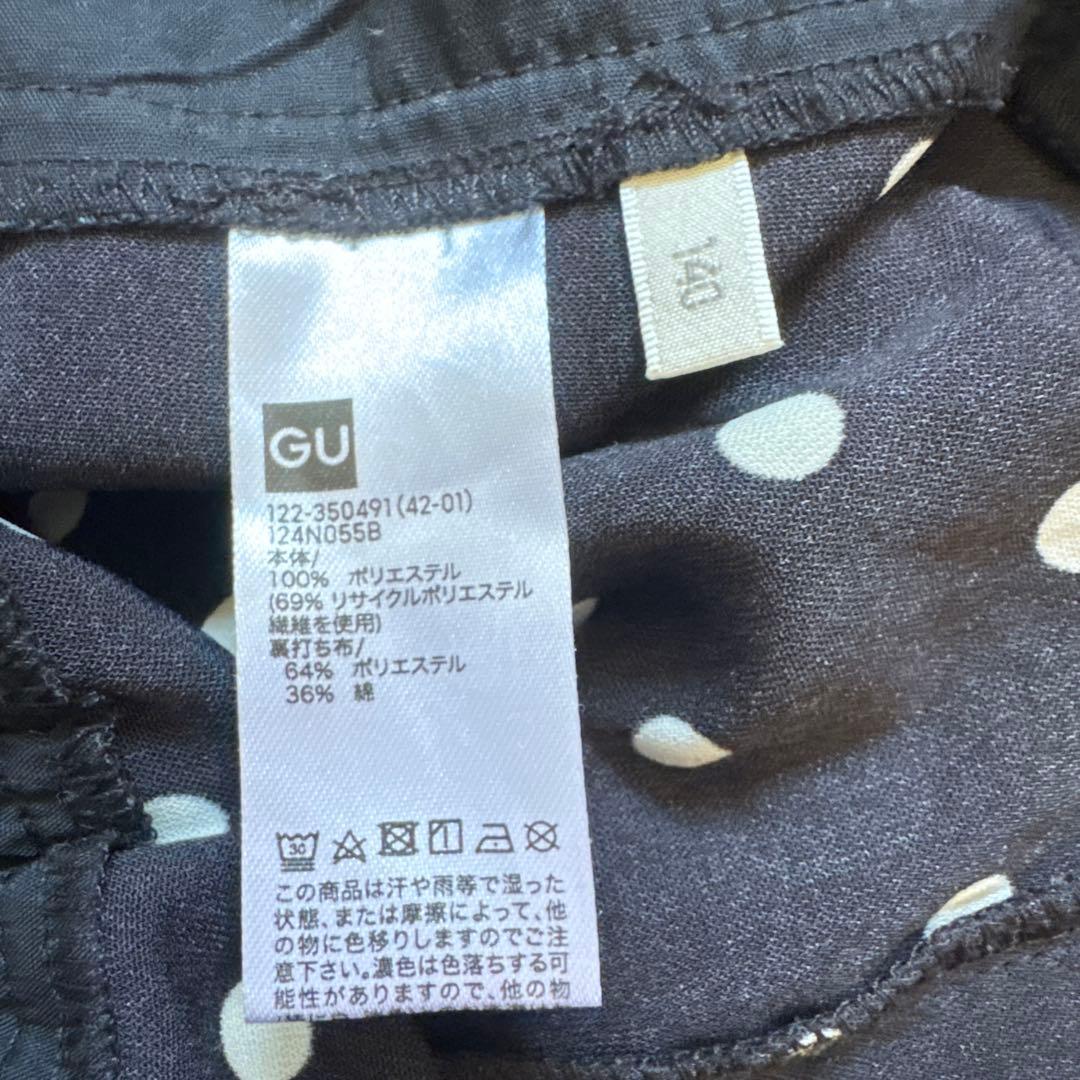 140
GU
122-350491(42-01)
124N055B
本体/
100% ポリエステル
(69% リサイクルポリエステル
繊維を使用)
裏打ち布/
64% ポリエステル
36% 綿
30
この商品は汗や雨等で湿った
状態、または摩擦によって、他
の物に色移りしますのでご注
意下さい。濃色は色落ちする可
能性がありますので、他の物